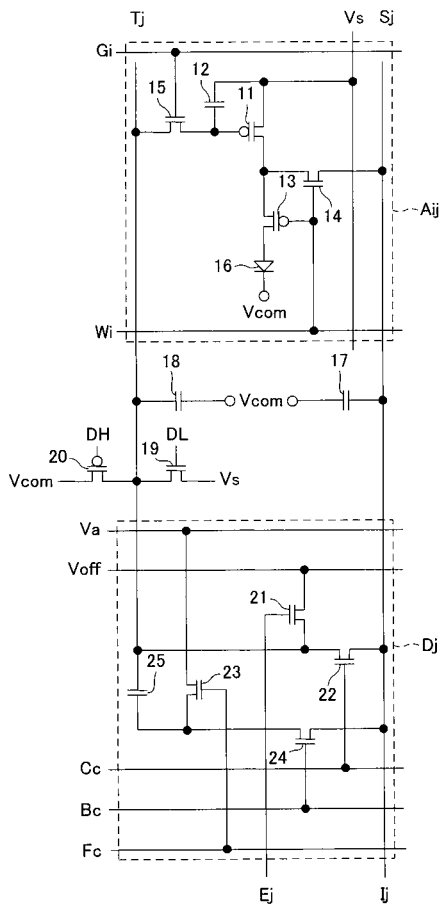 Tj Vs Sj
Gi
12
15 11
13
14 Aij
16
Vcom
Wi
18 17
Vcom
DH DL
20 19
Vcom Vs
Va
Voff
21
Dj
25 23
22
24
Cc
Bc
Fc
Ej Ij